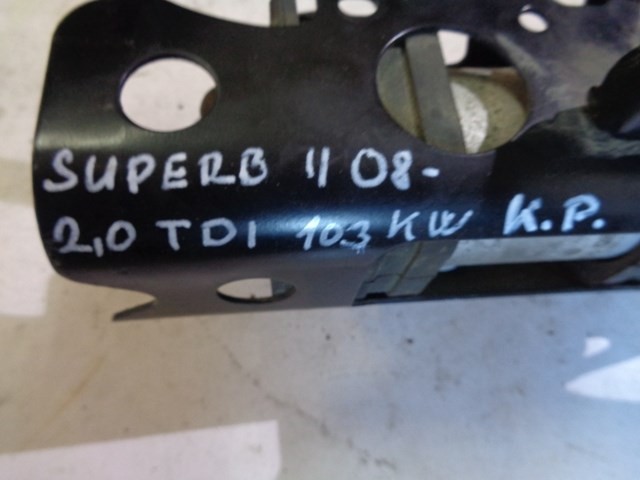 SUPERB II 08-
2,0 TDI 103 KW K.P.